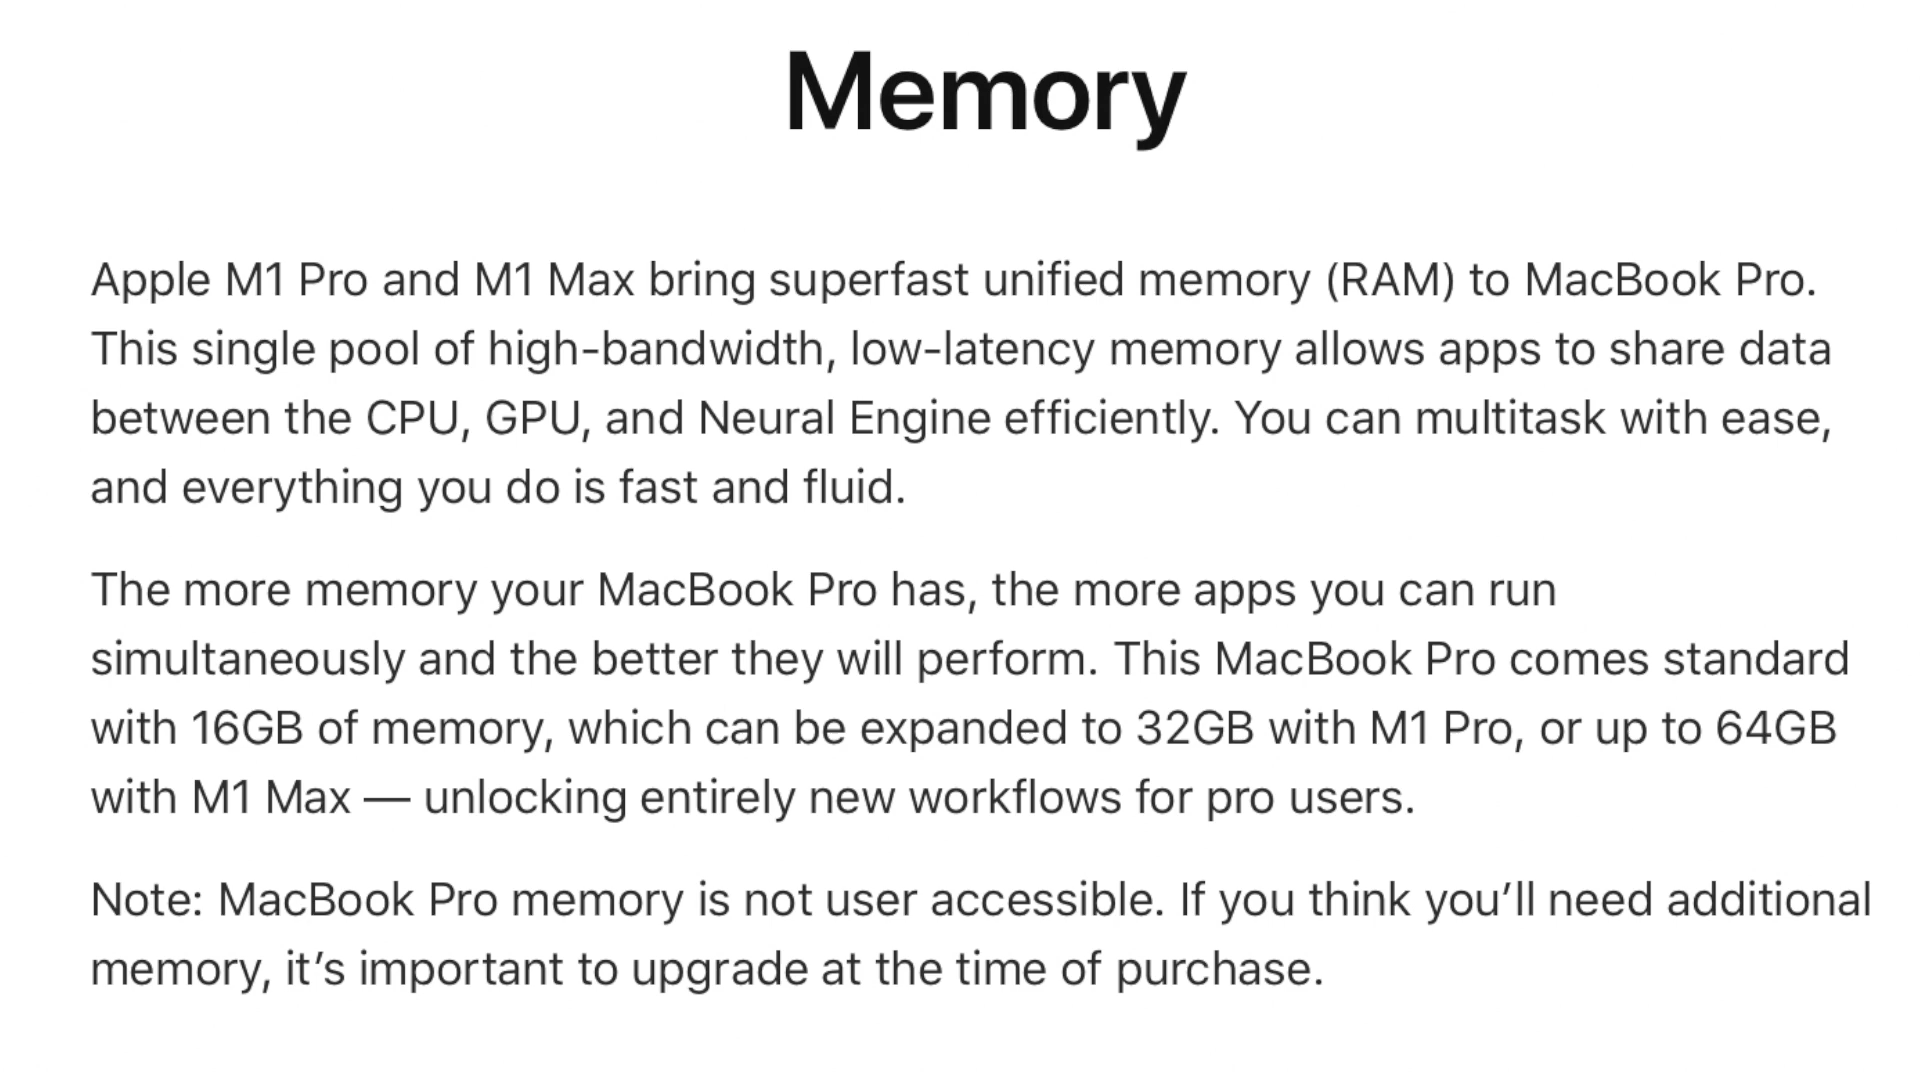 Memory
Apple M1 Pro and M1 Max bring superfast unified memory (RAM) to MacBook Pro.
This single pool of high-bandwidth, low-latency memory allows apps to share data
between the CPU, GPU, and Neural Engine efficiently. You can multitask with ease,
and everything you do is fast and fluid.
The more memory your MacBook Pro has, the more apps you can run
simultaneously and the better they will perform. This MacBook Pro comes standard
with 16GB of memory, which can be expanded to 32GB with M1 Pro, or up to 64GB
with M1 Max — unlocking entirely new workflows for pro users.
Note: MacBook Pro memory is not user accessible. If you think you’ll need additional
memory, it’s important to upgrade at the time of purchase.